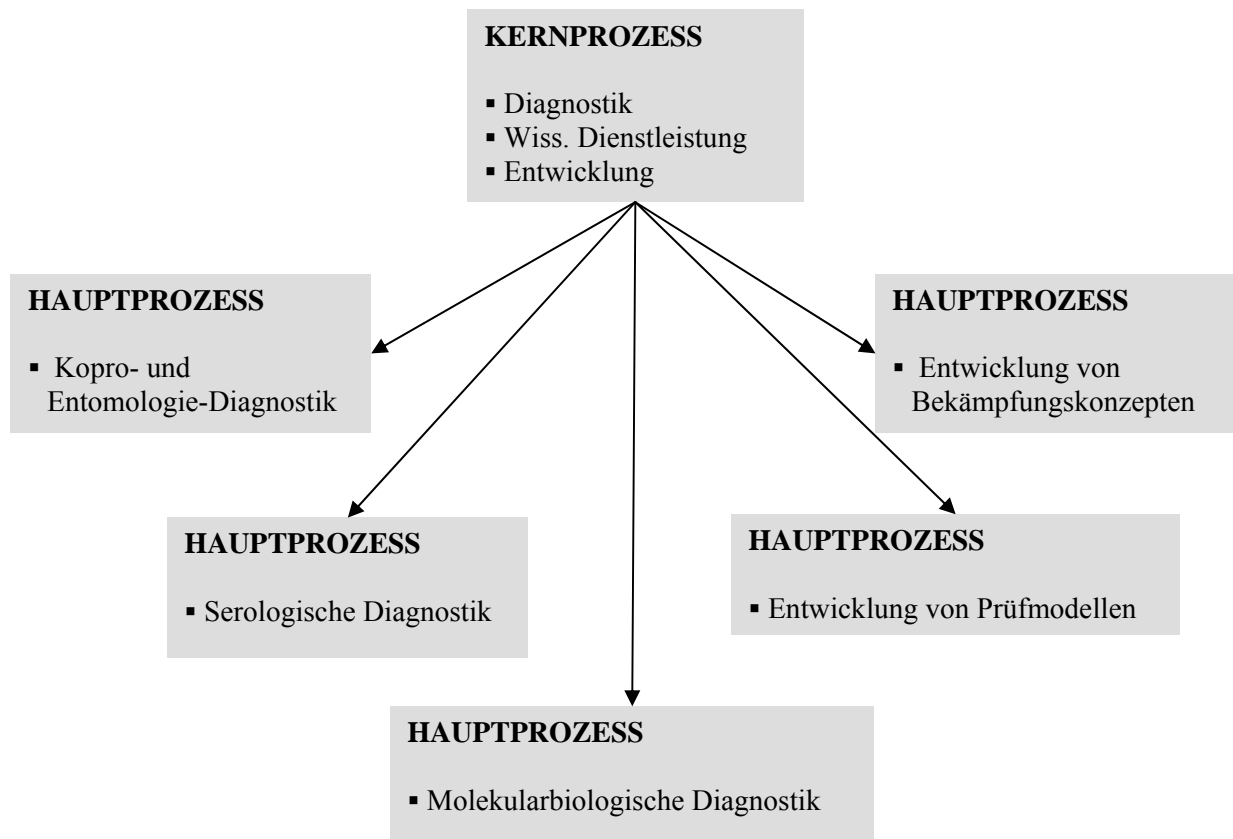 KERNPROZESS
▪ Diagnostik
▪ Wiss. Dienstleistung
▪ Entwicklung
HAUPTPROZESS
▪ Kopro- und
Entomologie-Diagnostik
HAUPTPROZESS
▪ Entwicklung von
Bekämpfungskonzepten
HAUPTPROZESS
▪ Serologische Diagnostik
HAUPTPROZESS
▪ Entwicklung von Prüfmodellen
HAUPTPROZESS
▪ Molekularbiologische Diagnostik